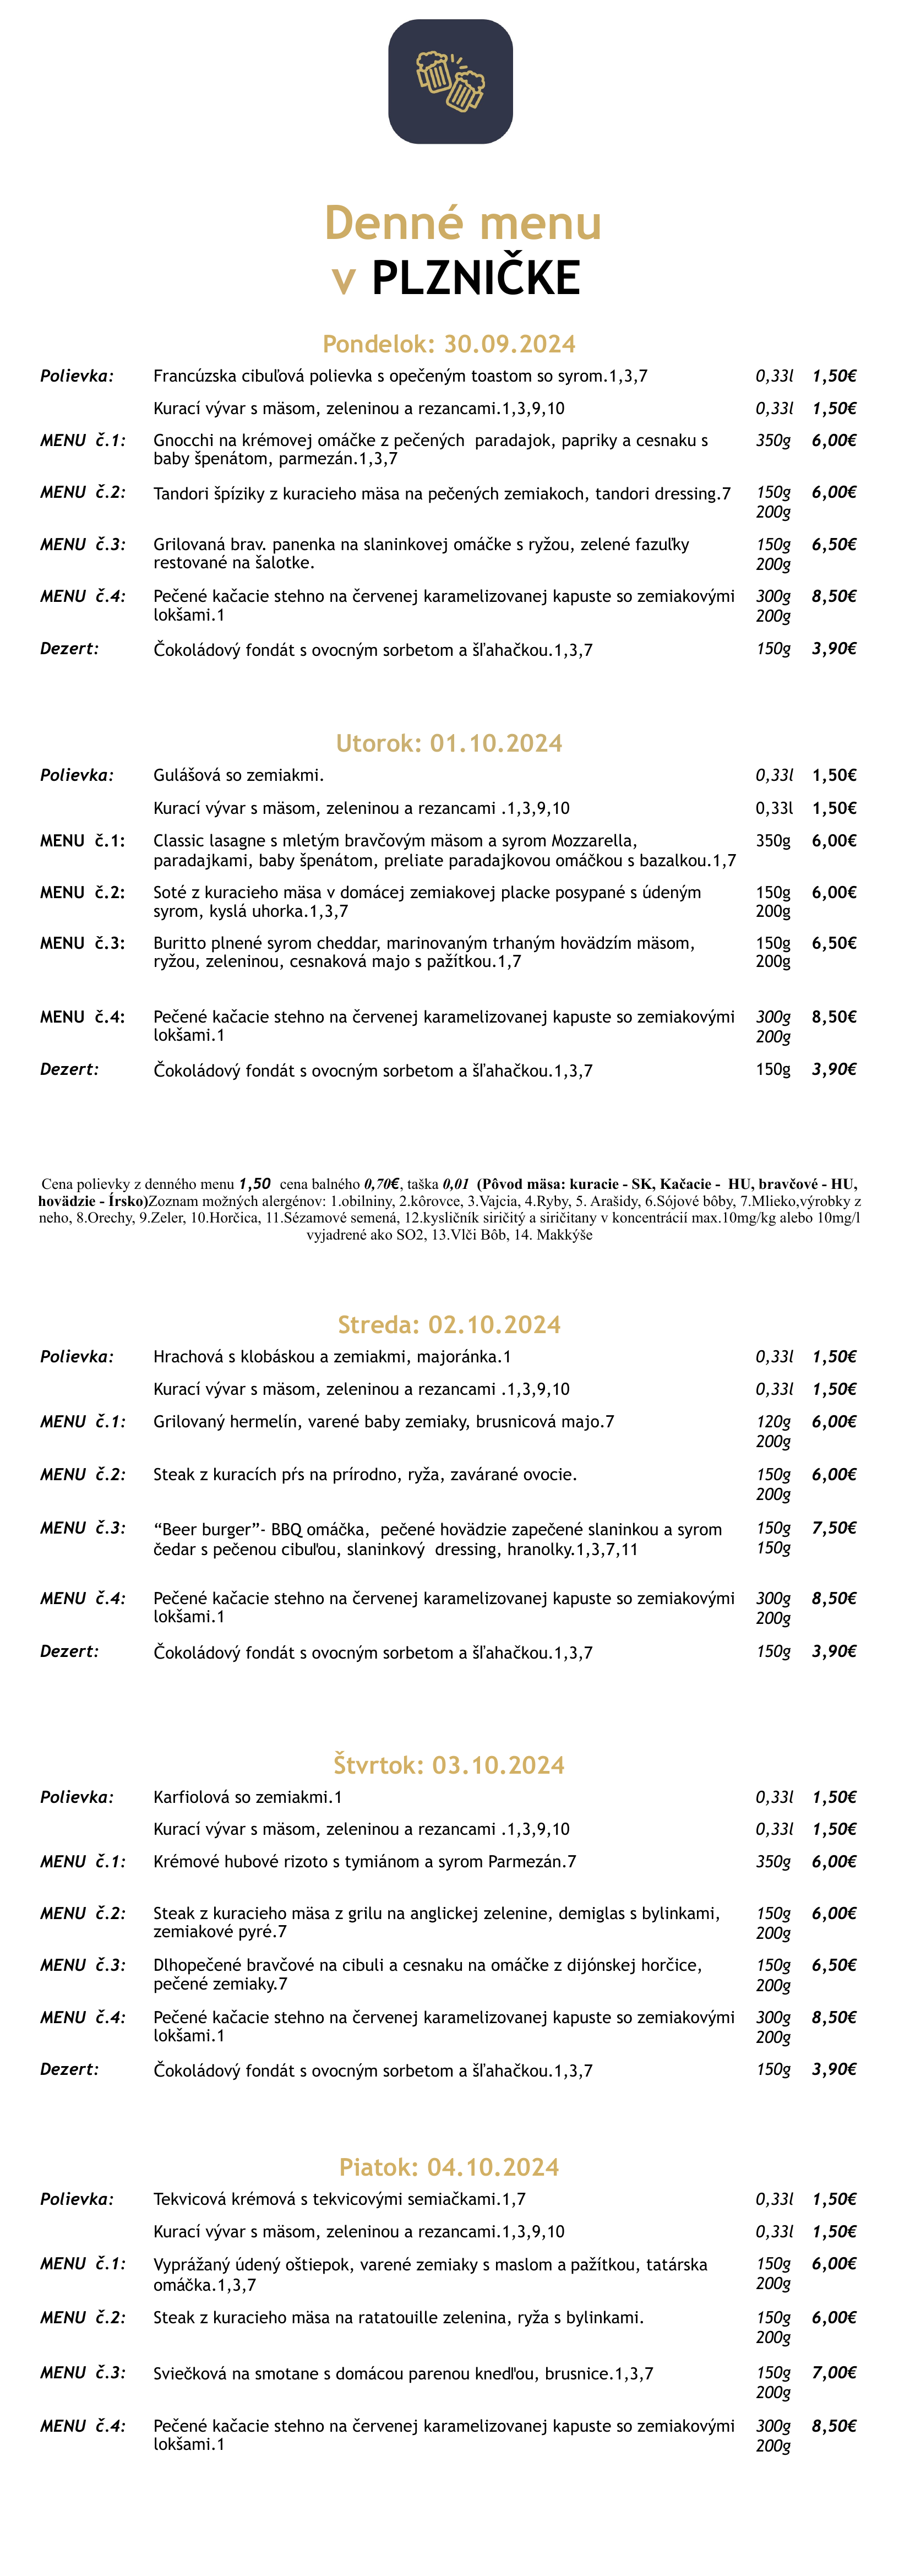 Denné menu
v PLZNIČKE
Pondelok: 30.09.2024
Polievka: Francúzska cibuľová polievka s opečeným toastom so syrom.1,3,7 0,33l 1,50€
Kurací vývar s mäsom, zeleninou a rezancami.1,3,9,10 0,33l 1,50€
MENU č.1: Gnocchi na krémovej omáčke z pečených paradajok, papriky a cesnaku s 350g 6,00€
baby špenátom, parmezán.1,3,7
MENU č.2: Tandori špíziky z kuracieho mäsa na pečených zemiakoch, tandori dressing.7 150g 6,00€
200g
MENU č.3: Grilovaná brav. panenka na slaninkovej omáčke s ryžou, zelené fazuľky 150g 6,50€
restované na šalotke. 200g
MENU č.4: Pečené kačacie stehno na červenej karamelizovanej kapuste so zemiakovými 300g 8,50€
lokšami.1 200g
Dezert: Čokoládový fondát s ovocným sorbetom a šľahačkou.1,3,7 150g 3,90€
Utorok: 01.10.2024
Polievka: Gulášová so zemiakmi. 0,33l 1,50€
Kurací vývar s mäsom, zeleninou a rezancami .1,3,9,10 0,33l 1,50€
MENU č.1: Classic lasagne s mletým bravčovým mäsom a syrom Mozzarella, 350g 6,00€
paradajkami, baby špenátom, preliate paradajkovou omáčkou s bazalkou.1,7
MENU č.2: Soté z kuracieho mäsa v domácej zemiakovej placke posypané s údeným 150g 6,00€
syrom, kyslá uhorka.1,3,7 200g
MENU č.3: Buritto plnené syrom cheddar, marinovaným trhaným hovädzím mäsom, 150g 6,50€
ryžou, zeleninou, cesnaková majo s pažítkou.1,7 200g
MENU č.4: Pečené kačacie stehno na červenej karamelizovanej kapuste so zemiakovými 300g 8,50€
lokšami.1 200g
Dezert: Čokoládový fondát s ovocným sorbetom a šľahačkou.1,3,7 150g 3,90€
Cena polievky z denného menu 1,50 cena balného 0,70€, taška 0,01 (Pôvod mäsa: kuracie - SK, Kačacie - HU, bravčové - HU,
hovädzie - Írsko)Zoznam možných alergénov: 1.obilniny, 2.kôrovce, 3.Vajcia, 4.Ryby, 5. Arašidy, 6.Sójové bôby, 7.Mlieko,výrobky z
neho, 8.Orechy, 9.Zeler, 10.Horčica, 11.Sézamové semená, 12.kysličník siričitý a siričitany v koncentrácií max.10mg/kg alebo 10mg/l
vyjadrené ako SO2, 13.Vlči Bôb, 14. Makkýše
Streda: 02.10.2024
Polievka: Hrachová s klobáskou a zemiakmi, majoránka.1 0,33l 1,50€
Kurací vývar s mäsom, zeleninou a rezancami .1,3,9,10 0,33l 1,50€
MENU č.1: Grilovaný hermelín, varené baby zemiaky, brusnicová majo.7 120g 6,00€
200g
MENU č.2: Steak z kuracích pŕs na prírodno, ryža, zavárané ovocie. 150g 6,00€
200g
MENU č.3: “Beer burger”- BBQ omáčka, pečené hovädzie zapečené slaninkou a syrom 150g 7,50€
čedar s pečenou cibuľou, slaninkový dressing, hranolky.1,3,7,11 150g
MENU č.4: Pečené kačacie stehno na červenej karamelizovanej kapuste so zemiakovými 300g 8,50€
lokšami.1 200g
Dezert: Čokoládový fondát s ovocným sorbetom a šľahačkou.1,3,7 150g 3,90€
Štvrtok: 03.10.2024
Polievka: Karfiolová so zemiakmi.1 0,33l 1,50€
Kurací vývar s mäsom, zeleninou a rezancami .1,3,9,10 0,33l 1,50€
MENU č.1: Krémové hubové rizoto s tymiánom a syrom Parmezán.7 350g 6,00€
MENU č.2: Steak z kuracieho mäsa z grilu na anglickej zelenine, demiglas s bylinkami, 150g 6,00€
zemiakové pyré.7 200g
MENU č.3: Dlhopečené bravčové na cibuli a cesnaku na omáčke z dijónskej horčice, 150g 6,50€
pečené zemiaky.7 200g
MENU č.4: Pečené kačacie stehno na červenej karamelizovanej kapuste so zemiakovými 300g 8,50€
lokšami.1 200g
Dezert: Čokoládový fondát s ovocným sorbetom a šľahačkou.1,3,7 150g 3,90€
Piatok: 04.10.2024
Polievka: Tekvicová krémová s tekvicovými semiačkami.1,7 0,33l 1,50€
Kurací vývar s mäsom, zeleninou a rezancami.1,3,9,10 0,33l 1,50€
MENU č.1: Vyprážaný údený oštiepok, varené zemiaky s maslom a pažítkou, tatárska 150g 6,00€
omáčka.1,3,7 200g
MENU č.2: Steak z kuracieho mäsa na ratatouille zelenina, ryža s bylinkami. 150g 6,00€
200g
MENU č.3: Sviečková na smotane s domácou parenou knedľou, brusnice.1,3,7 150g 7,00€
200g
MENU č.4: Pečené kačacie stehno na červenej karamelizovanej kapuste so zemiakovými 300g 8,50€
lokšami.1 200g